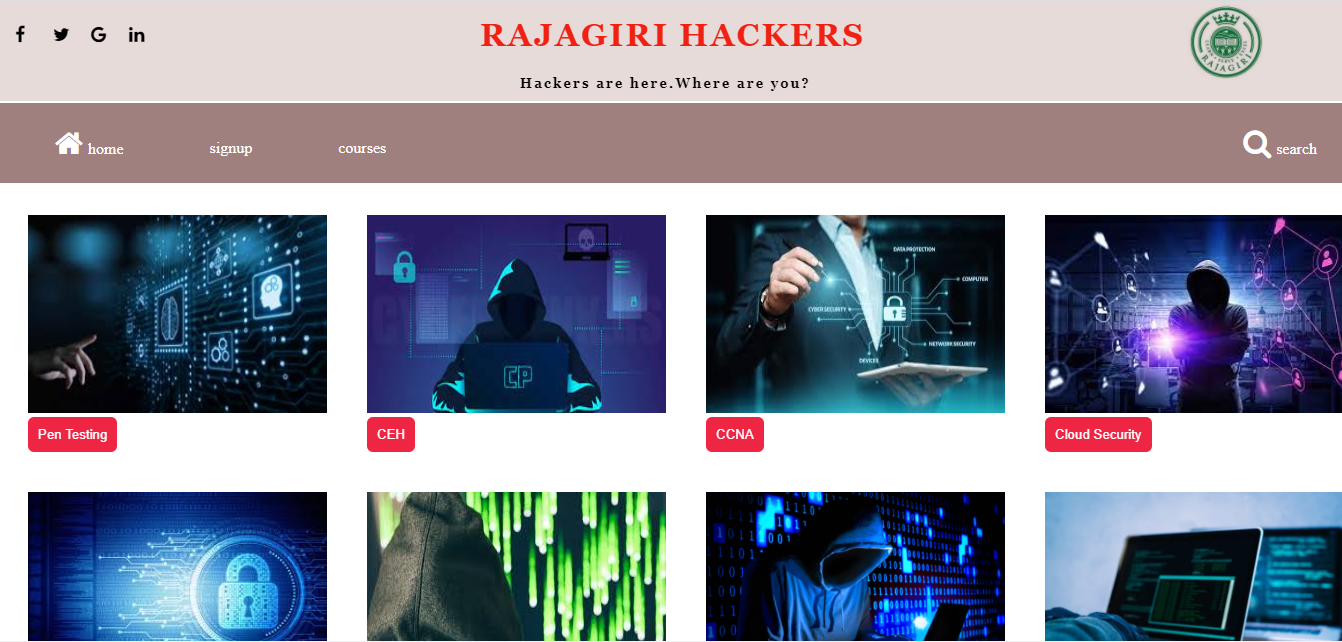 RAJAGIRI HACKERS
Hackers are here.Where are you?
RAJAGIRI
home signup courses search
DATA PROTECTION
COMPUTER
CYBER SECURITY
NETWORK SECURITY
DEVICES
CP
Pen Testing CEH CCNA Cloud Security